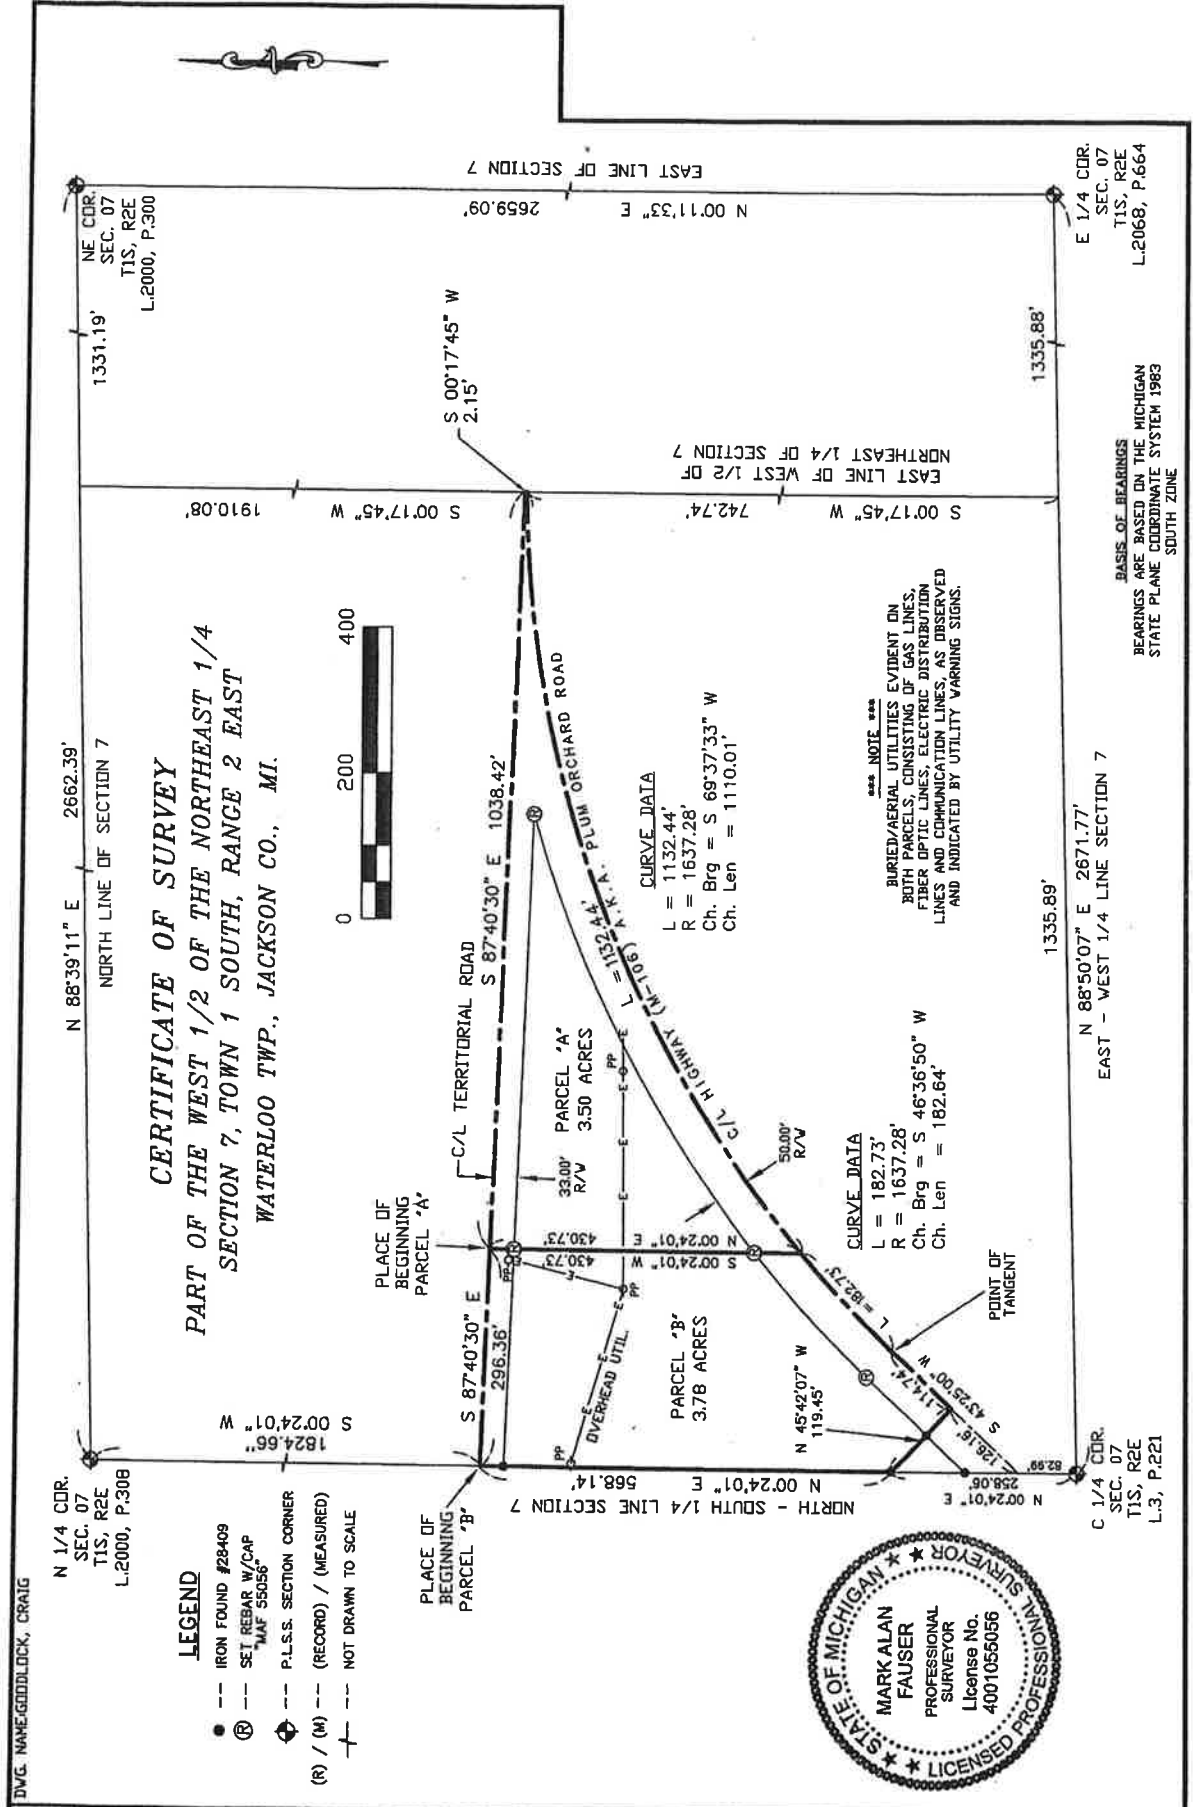 DWG. NAME:GOODLOCK, CRAIG
N 1/4 COR.
SEC. 07
T1S, R2E
L.2000, P.308
N 88°39'11" E 2662.39'
NORTH LINE OF SECTION 7
1331.19'
NE COR.
SEC. 07
T1S, R2E
L.2000, P.300
CERTIFICATE OF SURVEY
PART OF THE WEST 1/2 OF THE NORTHEAST 1/4
SECTION 7, TOWN 1 SOUTH, RANGE 2 EAST
WATERLOO TWP., JACKSON CO., MI.
0 200 400
LEGEND
-- IRON FOUND #28409
Ⓡ -- SET REBAR W/CAP
"MAF 55056"
-- P.L.S.S. SECTION CORNER
(R) / (M) -- (RECORD) / (MEASURED)
-- NOT DRAWN TO SCALE
S 00°24'01" W
1824.66"
S 00°17'45" W
1910.08'
N 00°11'33" E
2659.09'
EAST LINE OF SECTION 7
PLACE OF
BEGINNING
PARCEL "B"
PLACE OF
BEGINNING
PARCEL "A"
C/L TERRITORIAL ROAD
S 87°40'30" E
296.36'
S 87°40'30" E 1038.42'
S 00°17'45" W
2.15'
33.00'
R/W
PARCEL "A"
3.50 ACRES
N 00°24'01" E
430.73'
S 00°24'01" W
430.73'
PP
E
E
PP
E
E
OVERHEAD UTIL.
E
PP
E
E
E
PP
E
PARCEL "B"
3.78 ACRES
L = 1132.44'
C/L HIGHWAY (M-106) A.K.A. PLUM ORCHARD ROAD
50.00'
R/W
CURVE DATA
L = 1132.44'
R = 1637.28'
Ch. Brg = S 69°37'33" W
Ch. Len = 1110.01'
EAST LINE OF WEST 1/2 OF
NORTHEAST 1/4 OF SECTION 7
S 00°17'45" W
742.74'
NORTH - SOUTH 1/4 LINE SECTION 7
N 00°24'01" E
568.14'
N 45°42'07" W
119.45'
L = 182.73'
CURVE DATA
L = 182.73'
R = 1637.28'
Ch. Brg = S 46°36'50" W
Ch. Len = 182.64'
POINT OF
TANGENT
114.74'
126.16'
S 43°25'00" W
N 00°24'01" E
258.06'
82.99'
*** NOTE ***
BURIED/AERIAL UTILITIES EVIDENT ON
BOTH PARCELS, CONSISTING OF GAS LINES,
FIBER OPTIC LINES, ELECTRIC DISTRIBUTION
LINES AND COMMUNICATION LINES, AS OBSERVED
AND INDICATED BY UTILITY WARNING SIGNS.
C 1/4 COR.
SEC. 07
T1S, R2E
L.3, P.221
1335.89'
N 88°50'07" E 2671.77'
EAST - WEST 1/4 LINE SECTION 7
1335.88'
E 1/4 COR.
SEC. 07
T1S, R2E
L.2068, P.664
BASIS OF BEARINGS
BEARINGS ARE BASED ON THE MICHIGAN
STATE PLANE COORDINATE SYSTEM 1983
SOUTH ZONE
STATE OF MICHIGAN
MARK ALAN
FAUSER
PROFESSIONAL
SURVEYOR
License No.
4001055056
LICENSED PROFESSIONAL SURVEYOR